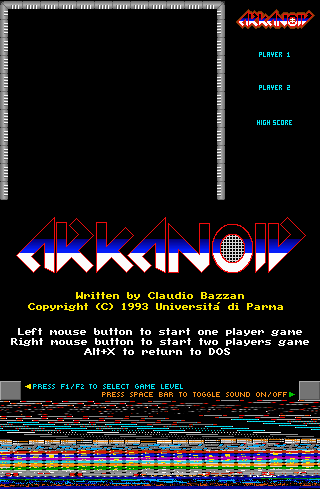 ARKANOID
PLAYER 1
PLAYER 2
HIGH SCORE
ARKANOID
Written by Claudio Bazzan
Copyright (C) 1993 Universitá di Parma
Left mouse button to start one player game
Right mouse button to start two players game
Alt+X to return to DOS
PRESS F1/F2 TO SELECT GAME LEVEL
PRESS SPACE BAR TO TOGGLE SOUND ON/OFF